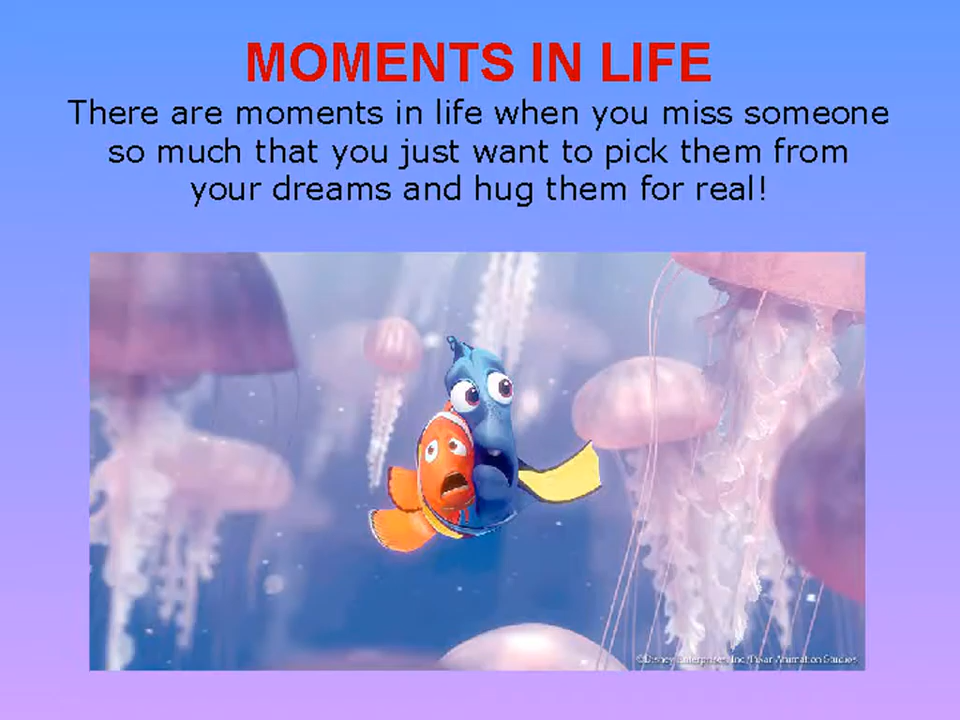 MOMENTS IN LIFE
There are moments in life when you miss someone
so much that you just want to pick them from
your dreams and hug them for real!
©Disney Enterprises, Inc/Pixar Animation Studios